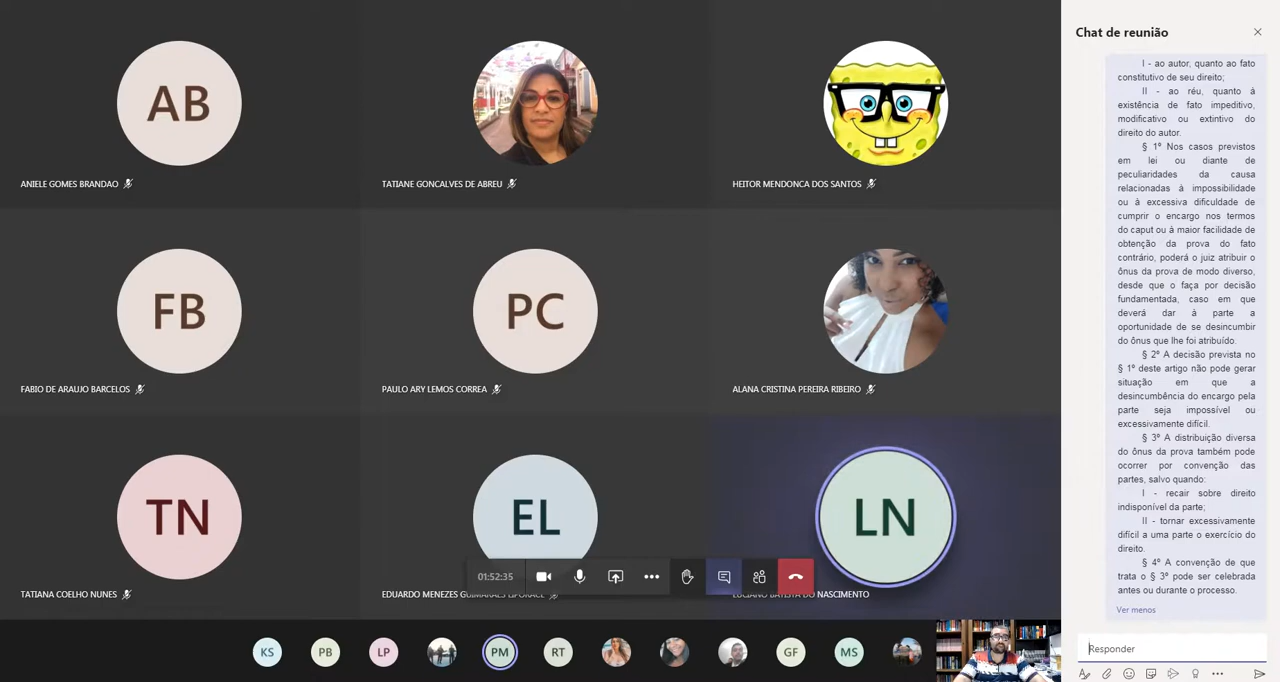 AB
ANIELE GOMES BRANDAO
TATIANE GONCALVES DE ABREU
HEITOR MENDONCA DOS SANTOS
FB
FABIO DE ARAUJO BARCELOS
PC
PAULO ARY LEMOS CORREA
ALANA CRISTINA PEREIRA RIBEIRO
TN
TATIANA COELHO NUNES
EL
EDUARDO MENEZES GUIMARAES LIPORACE
LN
LUCIANO BATISTA DO NASCIMENTO
01:52:35
KS
PB
LP
PM
RT
GF
MS
Chat de reunião
I - ao autor, quanto ao fato
constitutivo de seu direito;
II - ao réu, quanto à
existência de fato impeditivo,
modificativo ou extintivo do
direito do autor.
§ 1º Nos casos previstos
em lei ou diante de
peculiaridades da causa
relacionadas à impossibilidade
ou à excessiva dificuldade de
cumprir o encargo nos termos
do caput ou à maior facilidade de
obtenção da prova do fato
contrário, poderá o juiz atribuir o
ônus da prova de modo diverso,
desde que o faça por decisão
fundamentada, caso em que
deverá dar à parte a
oportunidade de se desincumbir
do ônus que lhe foi atribuído.
§ 2º A decisão prevista no
§ 1º deste artigo não pode gerar
situação em que a
desincumbência do encargo pela
parte seja impossível ou
excessivamente difícil.
§ 3º A distribuição diversa
do ônus da prova também pode
ocorrer por convenção das
partes, salvo quando:
I - recair sobre direito
indisponível da parte;
II - tornar excessivamente
difícil a uma parte o exercício do
direito.
§ 4º A convenção de que
trata o § 3º pode ser celebrada
antes ou durante o processo.
Ver menos
Responder